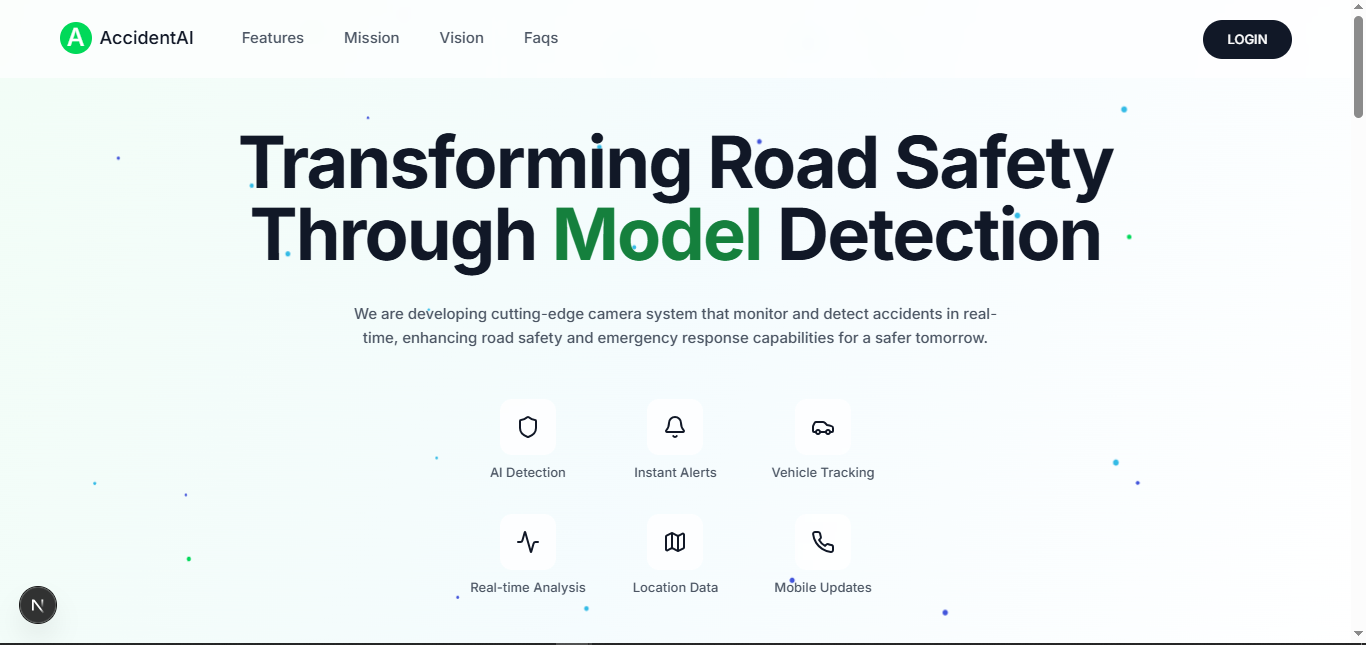 A AccidentAI Features Mission Vision Faqs LOGIN
Transforming Road Safety
Through Model Detection
We are developing cutting-edge camera system that monitor and detect accidents in real-
time, enhancing road safety and emergency response capabilities for a safer tomorrow.
AI Detection Instant Alerts Vehicle Tracking
Real-time Analysis Location Data Mobile Updates
N